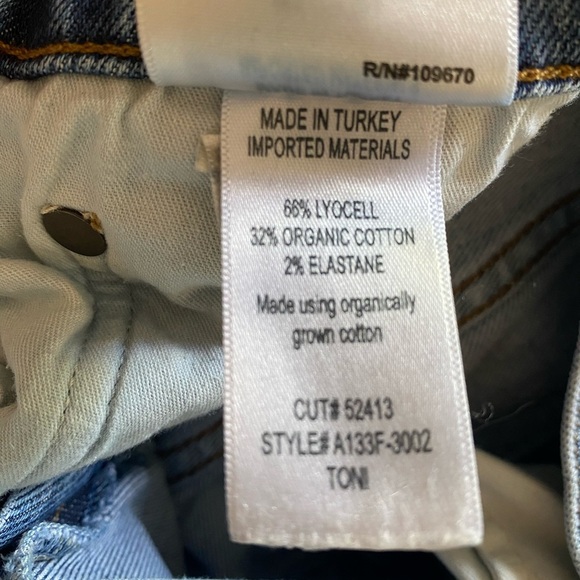 R/N#109670
MADE IN TURKEY
IMPORTED MATERIALS
66% LYOCELL
32% ORGANIC COTTON
2% ELASTANE
Made using organically
grown cotton
CUT# 52413
STYLE# A133F-3002
TONI